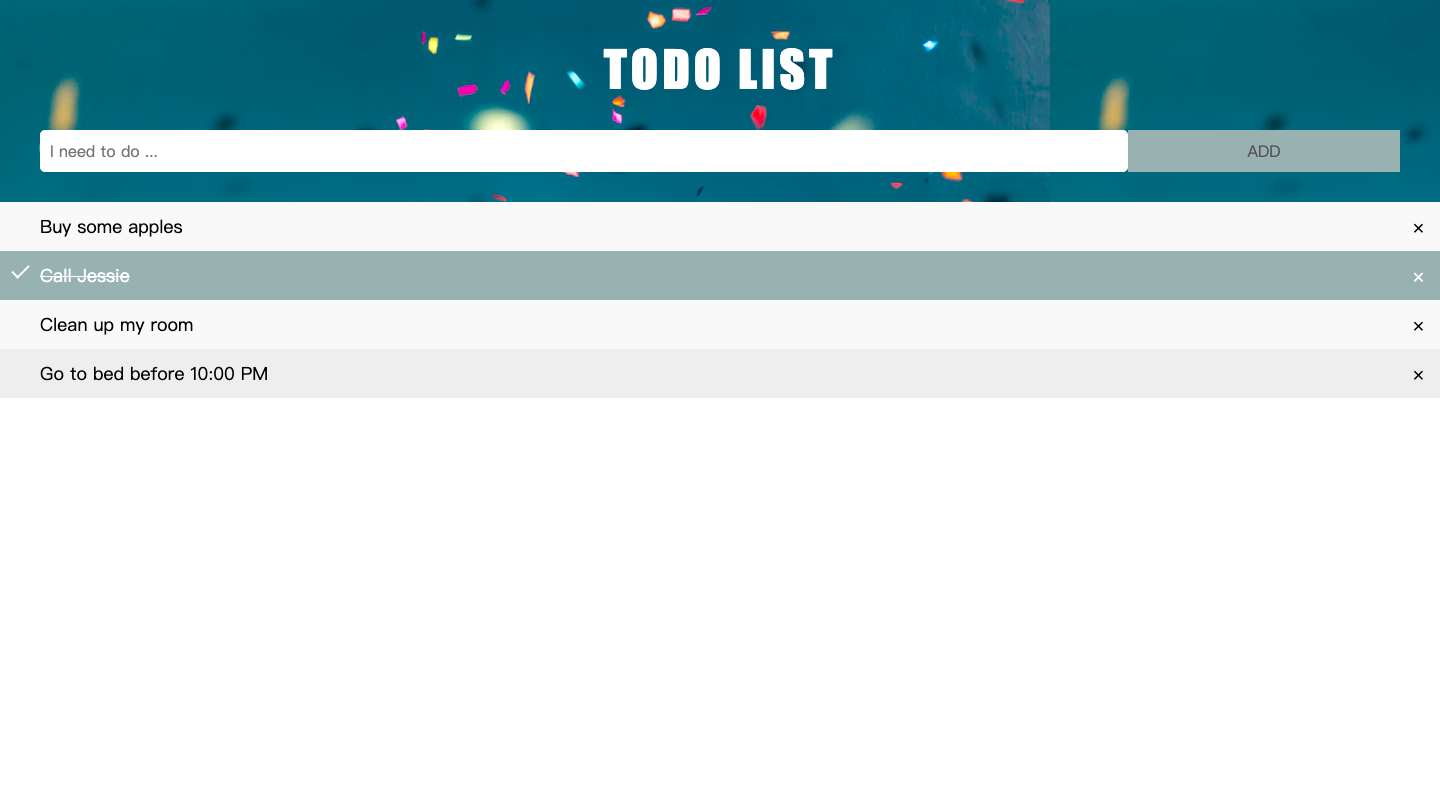 TODO LIST
I need to do ...
ADD
Buy some apples
×
Call Jessie
×
Clean up my room
×
Go to bed before 10:00 PM
×